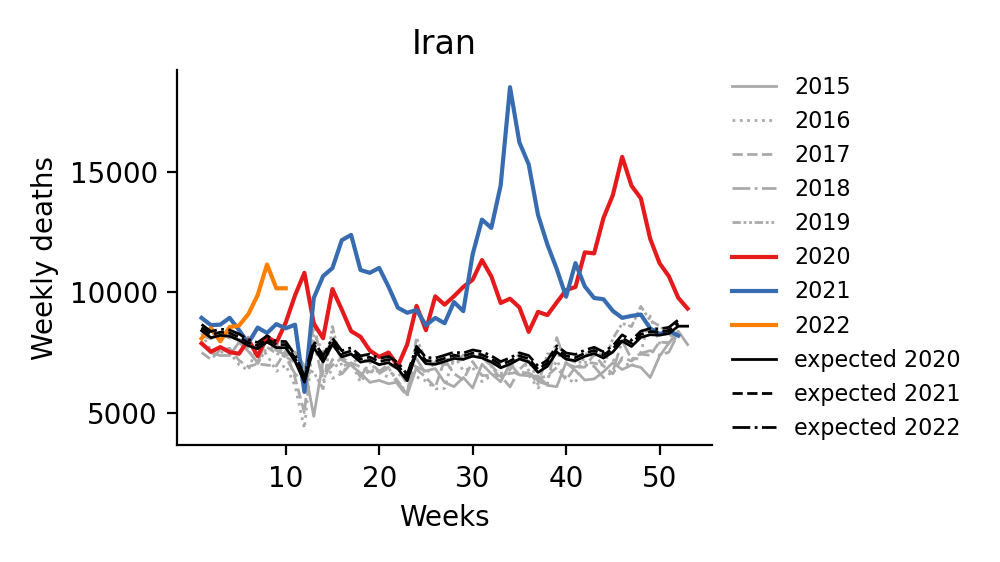 Iran
Weekly deaths
15000
10000
5000
10 20 30 40 50
Weeks
2015
2016
2017
2018
2019
2020
2021
2022
expected 2020
expected 2021
expected 2022